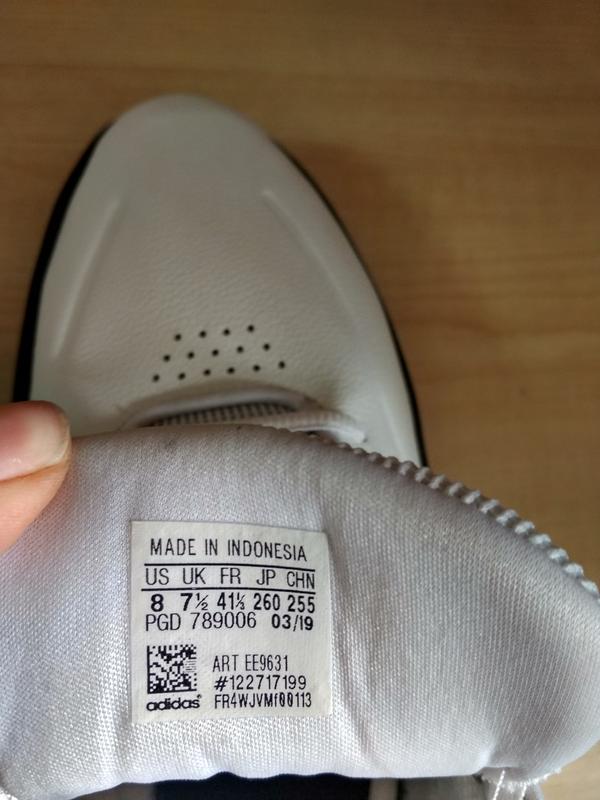 MADE IN INDONESIA
US UK FR JP CHN
8 7½ 41⅓ 260 255
PGD 789006 03/19
ART EE9631
#122717199
adidas® FR4WJVMf00113